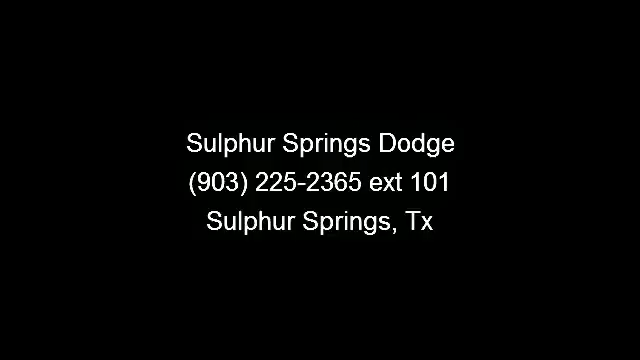 Sulphur Springs Dodge
(903) 225-2365 ext 101
Sulphur Springs, Tx